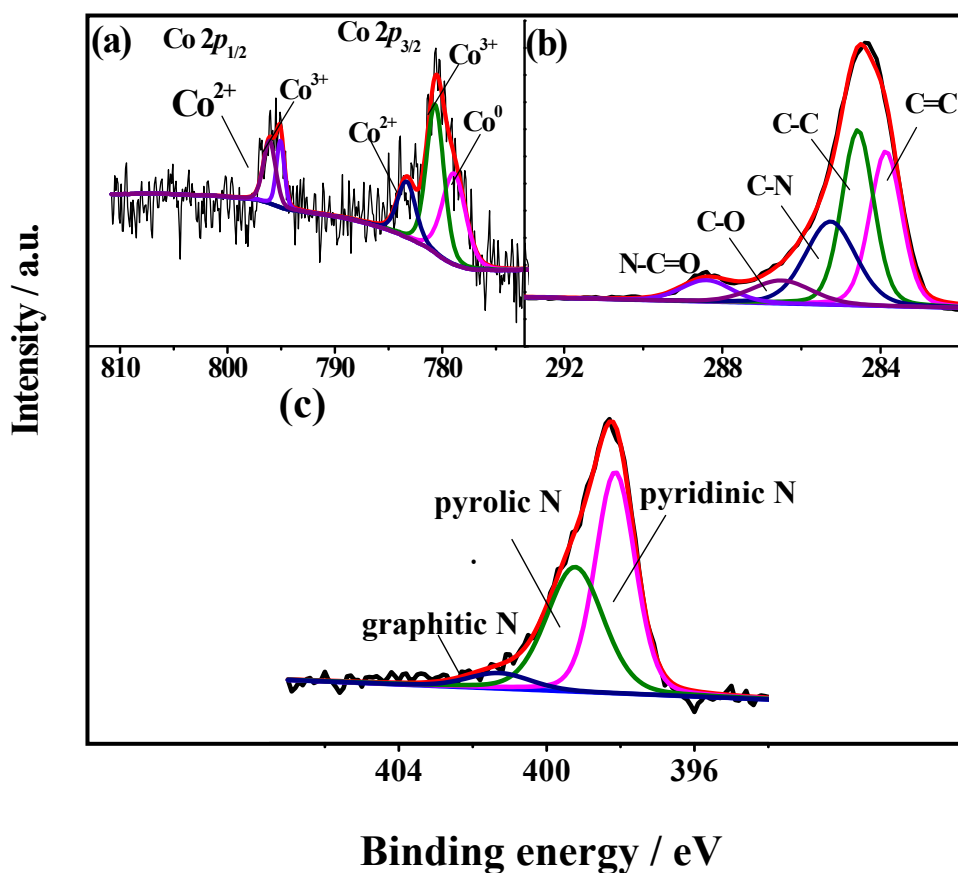 (a)
Co 2p1/2
Co 2p3/2
Co3+
Co2+
Co3+
Co2+
Co0
810
800
790
780
(b)
C=C
C-C
C-N
C-O
N-C=O
292
288
284
Intensity / a.u.
(c)
pyrolic N
pyridinic N
graphitic N
404
400
396
Binding energy / eV